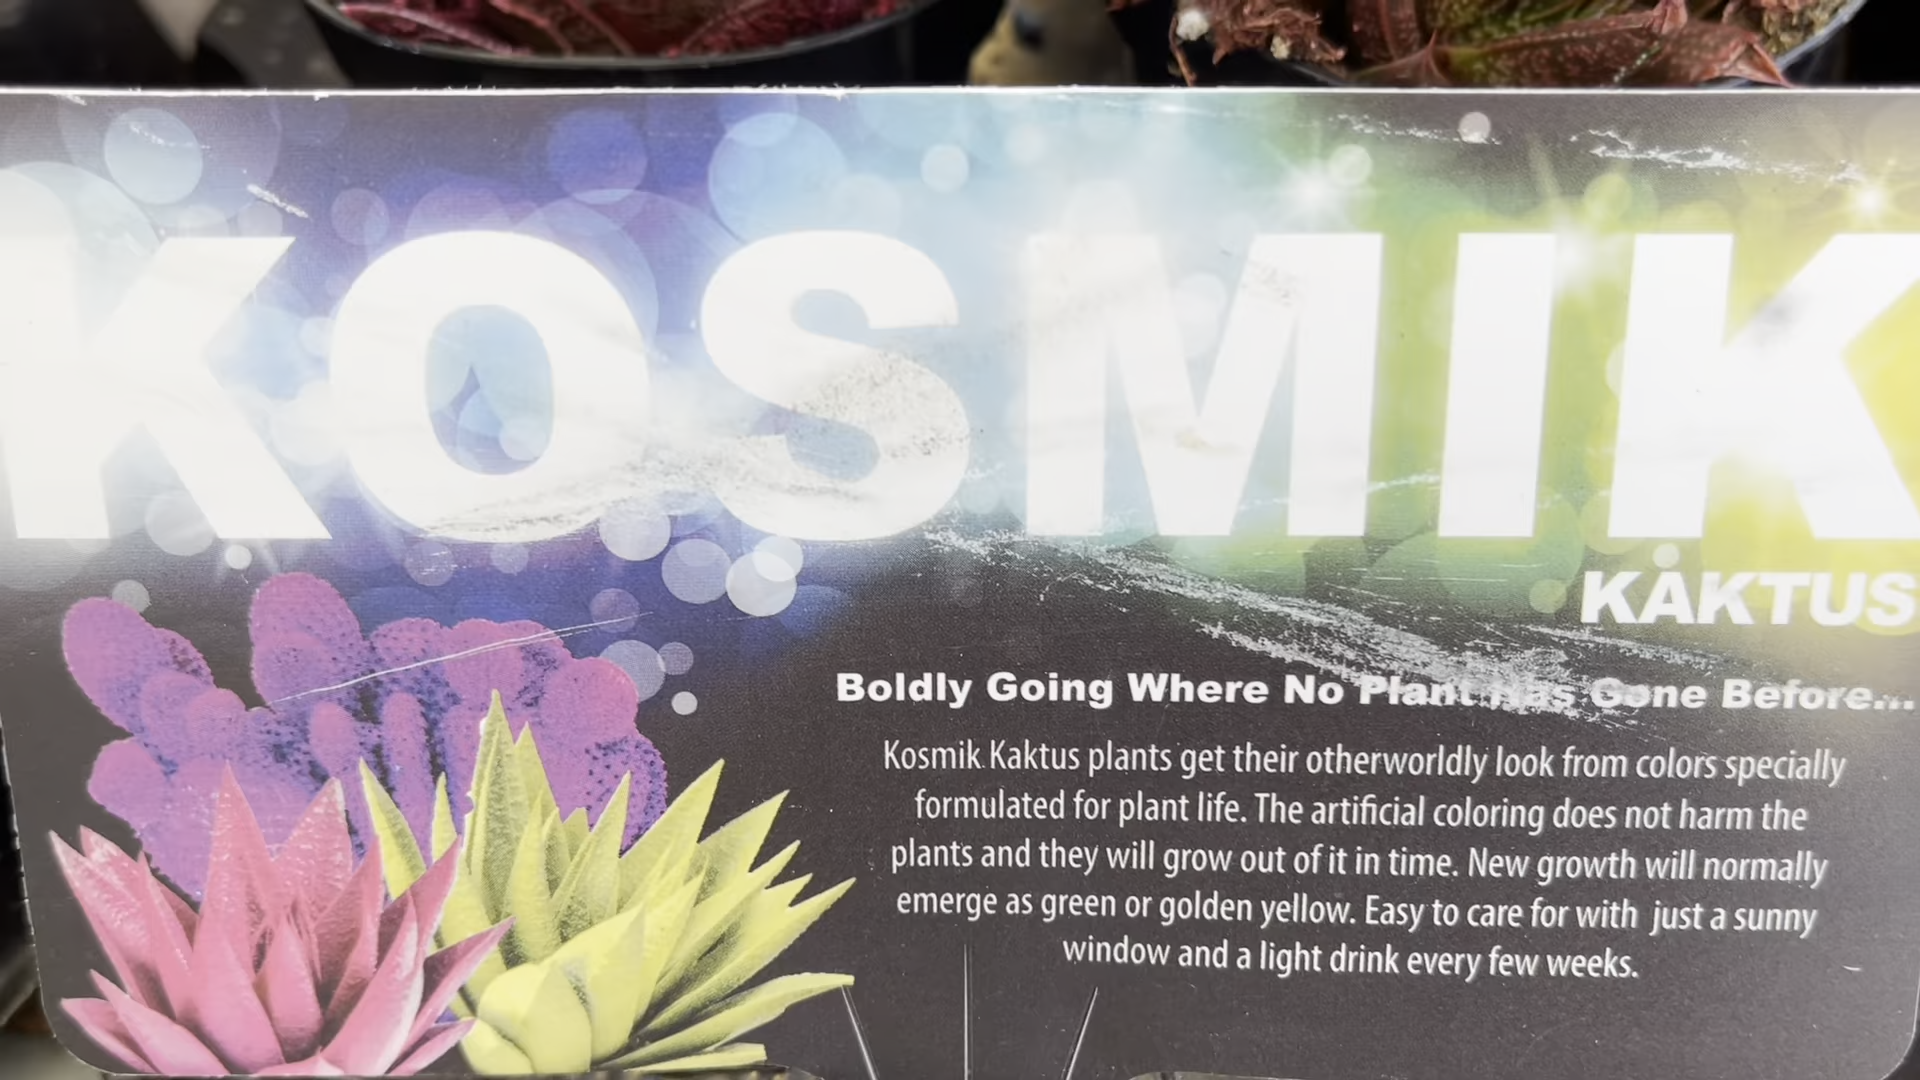 KOSMIK
KAKTUS
Boldly Going Where No Plant Has Gone Before...
Kosmik Kaktus plants get their otherworldly look from colors specially
formulated for plant life. The artificial coloring does not harm the
plants and they will grow out of it in time. New growth will normally
emerge as green or golden yellow. Easy to care for with just a sunny
window and a light drink every few weeks.